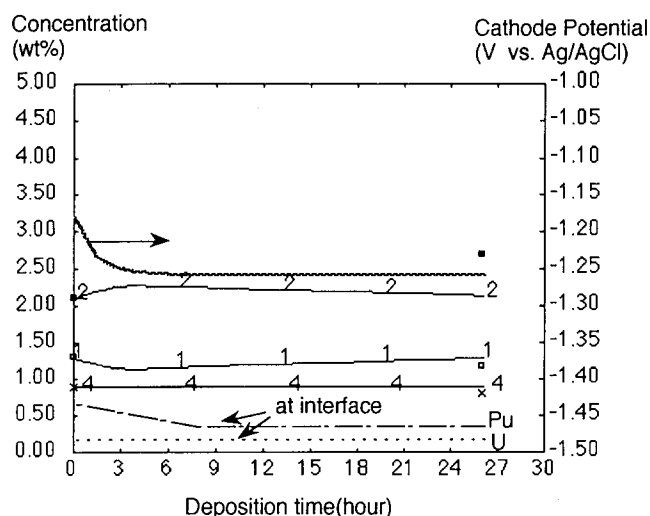 Concentration
(wt%)
Cathode Potential
(V vs. Ag/AgCl)
5.00 -1.00
4.50 -1.05
4.00 -1.10
3.50 -1.15
3.00 -1.20
2.50 -1.25
2 2 2 2 2
2.00 -1.30
1.50 -1.35
1 1 1 1 1
1.00 -1.40
4 4 4 4 4
0.50 at interface -1.45
Pu
U
0.00 -1.50
0 3 6 9 12 15 18 21 24 26 30
Deposition time(hour)